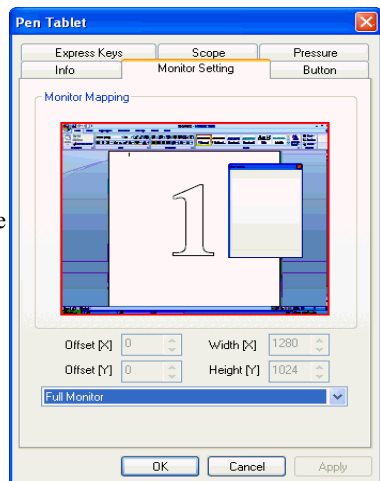 Pen Tablet
Express Keys Scope Pressure
Info Monitor Setting Button
Monitor Mapping
1
e
Offset [X] 0 Width [X] 1280
Offset [Y] 0 Height [Y] 1024
Full Monitor
OK Cancel Apply